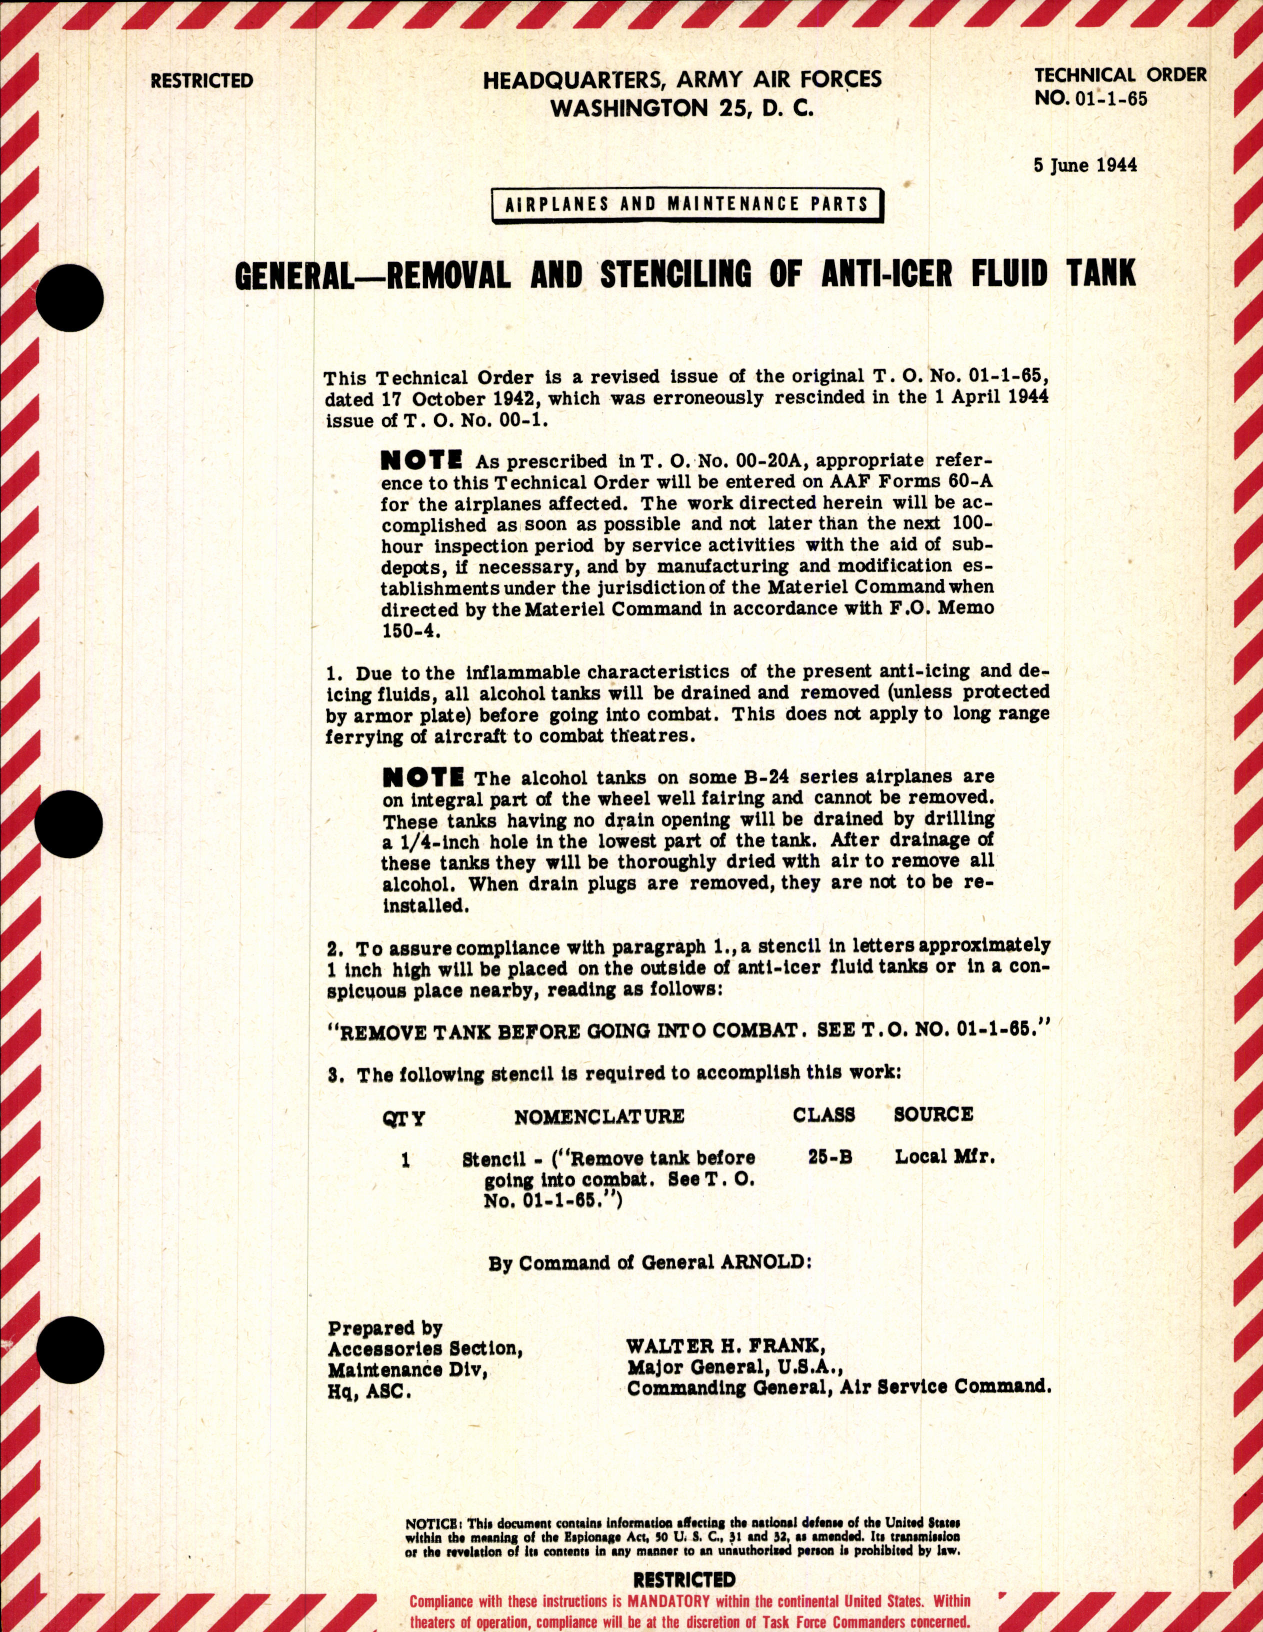 RESTRICTED
HEADQUARTERS, ARMY AIR FORCES
WASHINGTON 25, D. C.
TECHNICAL ORDER
NO. 01-1-65
5 June 1944
AIRPLANES AND MAINTENANCE PARTS
GENERAL—REMOVAL AND STENCILING OF ANTI-ICER FLUID TANK
This Technical Order is a revised issue of the original T. O. No. 01-1-65,
dated 17 October 1942, which was erroneously rescinded in the 1 April 1944
issue of T. O. No. 00-1.
NOTE As prescribed in T. O. No. 00-20A, appropriate refer-
ence to this Technical Order will be entered on AAF Forms 60-A
for the airplanes affected. The work directed herein will be ac-
complished as soon as possible and not later than the next 100-
hour inspection period by service activities with the aid of sub-
depots, if necessary, and by manufacturing and modification es-
tablishments under the jurisdiction of the Materiel Command when
directed by the Materiel Command in accordance with F.O. Memo
150-4.
1. Due to the inflammable characteristics of the present anti-icing and de-
icing fluids, all alcohol tanks will be drained and removed (unless protected
by armor plate) before going into combat. This does not apply to long range
ferrying of aircraft to combat theatres.
NOTE The alcohol tanks on some B-24 series airplanes are
on integral part of the wheel well fairing and cannot be removed.
These tanks having no drain opening will be drained by drilling
a 1/4-inch hole in the lowest part of the tank. After drainage of
these tanks they will be thoroughly dried with air to remove all
alcohol. When drain plugs are removed, they are not to be re-
installed.
2. To assure compliance with paragraph 1., a stencil in letters approximately
1 inch high will be placed on the outside of anti-icer fluid tanks or in a con-
spicuous place nearby, reading as follows:
"REMOVE TANK BEFORE GOING INTO COMBAT. SEE T.O. NO. 01-1-65."
3. The following stencil is required to accomplish this work:
QTY NOMENCLATURE CLASS SOURCE
1 Stencil - ("Remove tank before 25-B Local Mfr.
going into combat. See T. O.
No. 01-1-65.")
By Command of General ARNOLD:
Prepared by
Accessories Section,
Maintenance Div,
Hq, ASC.
WALTER H. FRANK,
Major General, U.S.A.,
Commanding General, Air Service Command.
NOTICE: This document contains information affecting the national defense of the United States
within the meaning of the Espionage Act, 50 U. S. C., 31 and 32, as amended. Its transmission
or the revelation of its contents in any manner to an unauthorized person is prohibited by law.
RESTRICTED
Compliance with these instructions is MANDATORY within the continental United States. Within
theaters of operation, compliance will be at the discretion of Task Force Commanders concerned.